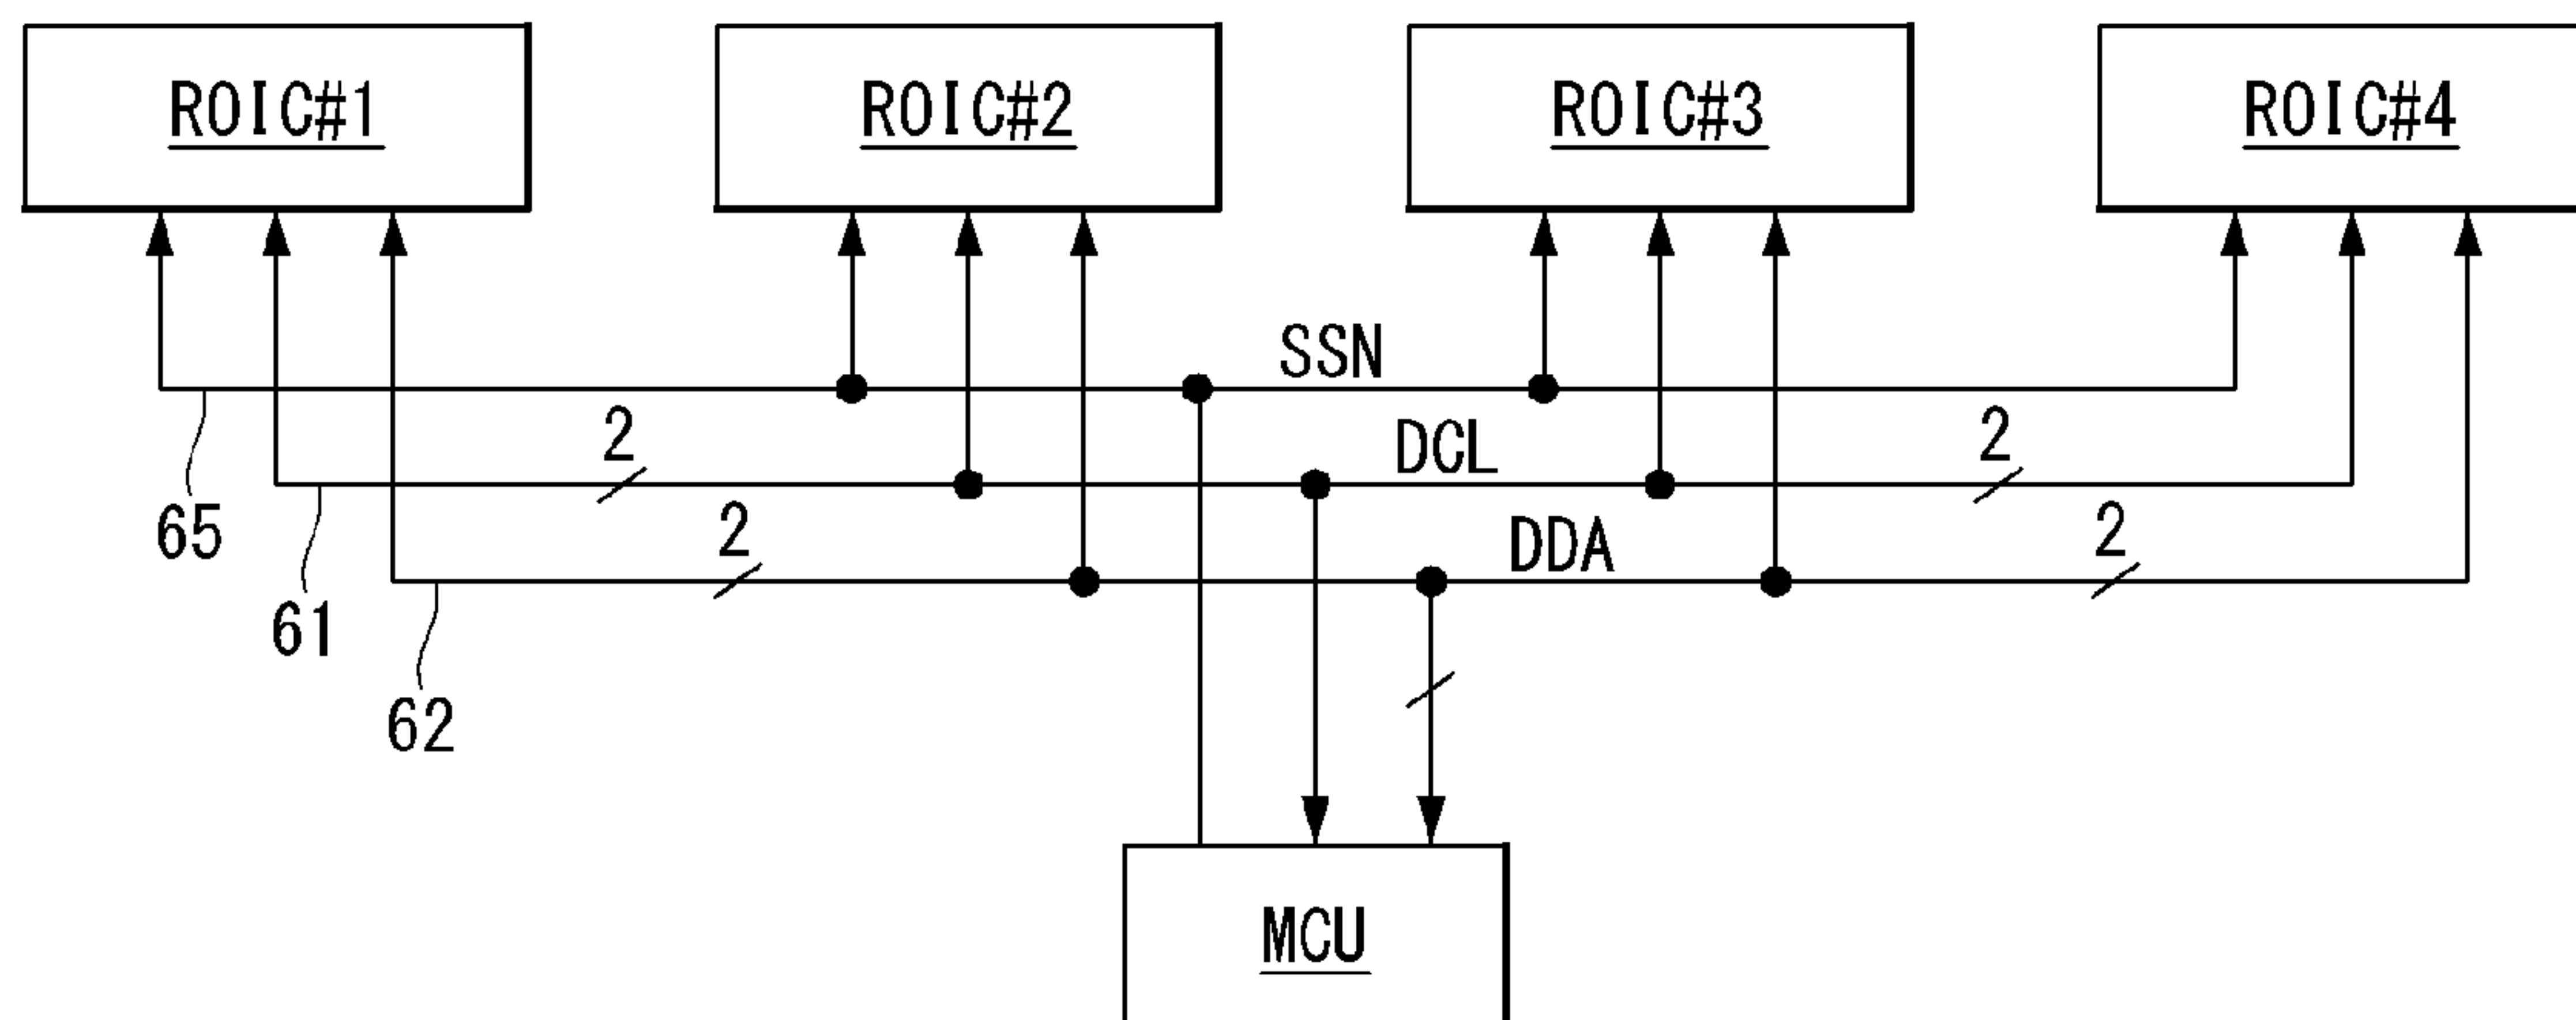 ROIC#1 ROIC#2 ROIC#3 ROIC#4
SSN
2 DCL 2
65 2 DDA 2
61
62
MCU